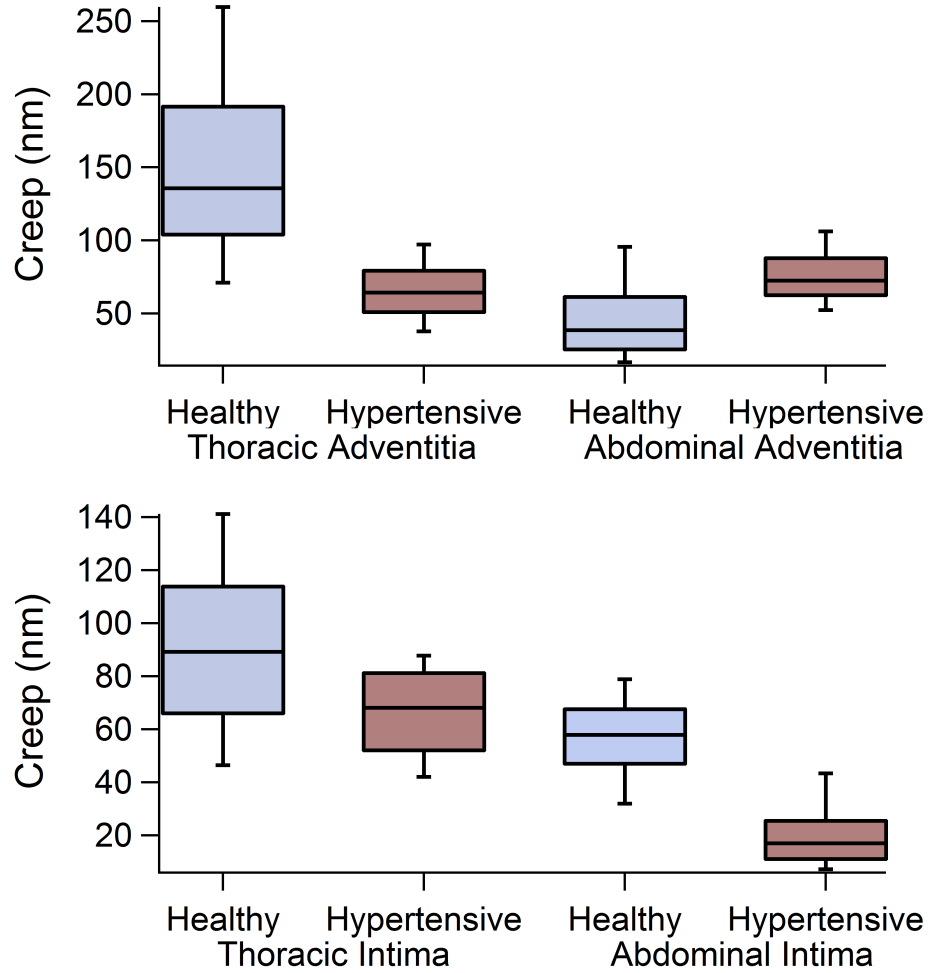 Creep (nm)
250
200
150
100
50
Healthy Hypertensive Healthy Hypertensive
Thoracic Adventitia Abdominal Adventitia
Creep (nm)
140
120
100
80
60
40
20
Healthy Hypertensive Healthy Hypertensive
Thoracic Intima Abdominal Intima